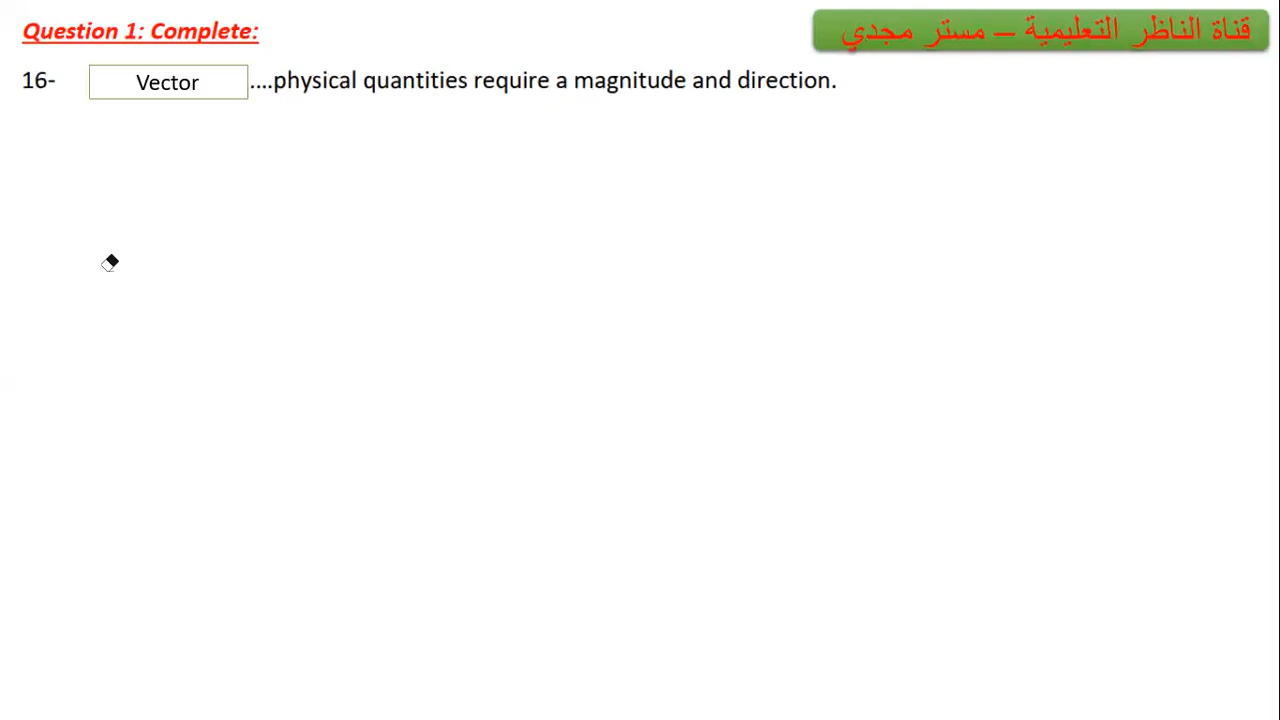 Question 1: Complete:
قناة الناظر التعليمية – مستر مجدي
16- Vector ....physical quantities require a magnitude and direction.